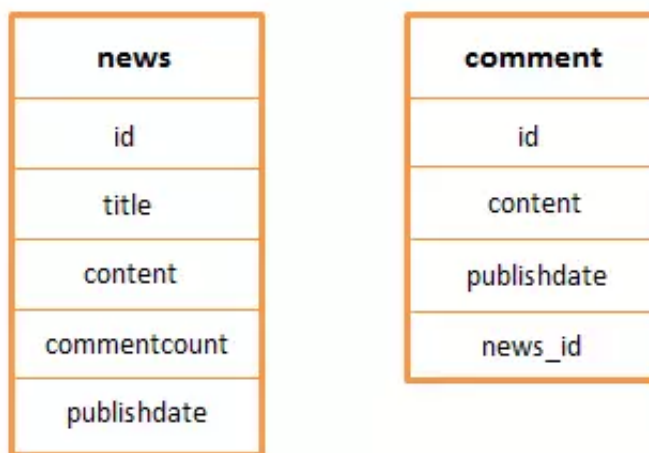 news
id
title
content
commentcount
publishdate
comment
id
content
publishdate
news_id